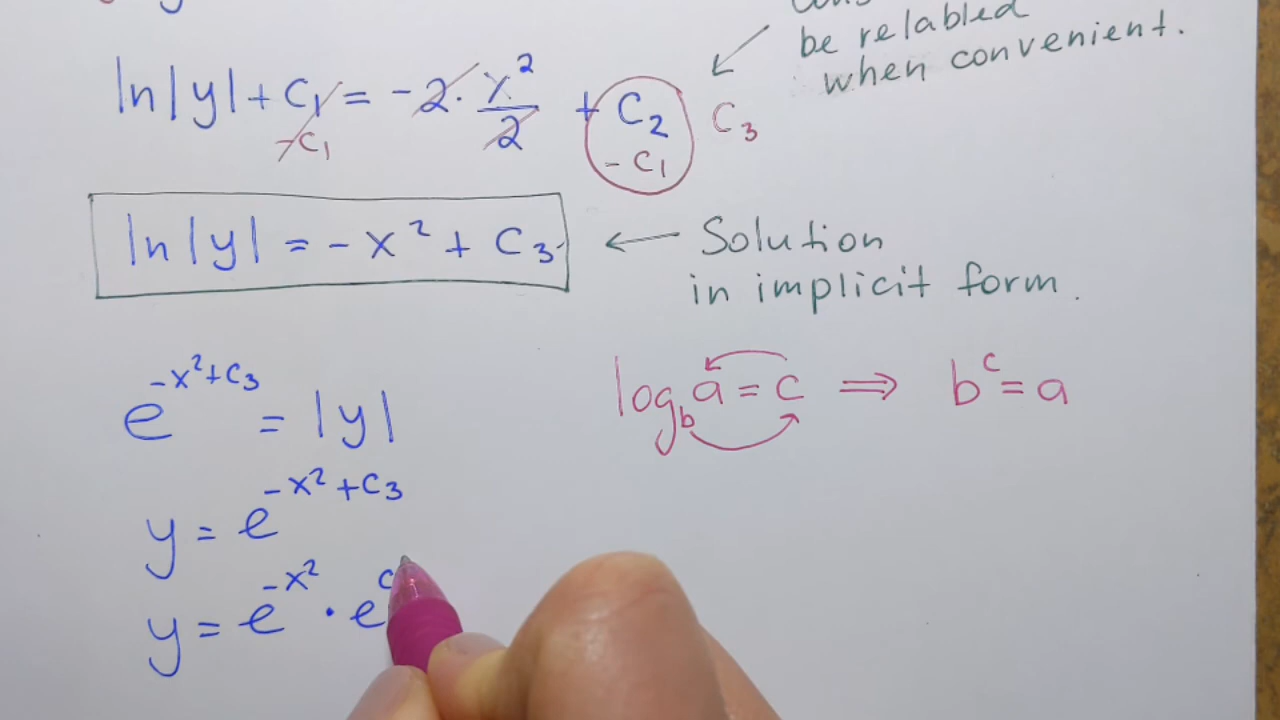 be relabled
when convenient.
ln|y| + C₁ = -2 · x²/2 + C₂ C₃
-C₁ - C₁
ln|y| = -x² + C₃ ← Solution
in implicit form.
e^(-x²+C₃) = |y|
log_b a = c ⟹ b^c = a
y = e^(-x²+C₃)
y = e^(-x²) · e^c